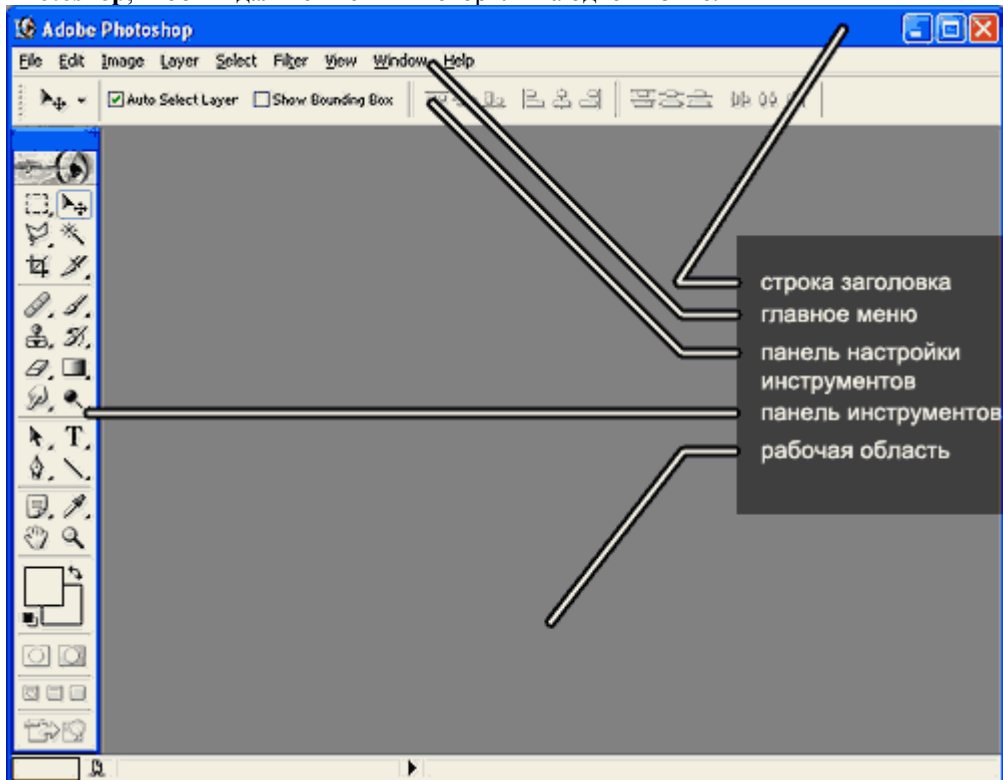 Adobe Photoshop
File Edit Image Layer Select Filter View Window Help
Auto Select Layer Show Bounding Box
T
строка заголовка
главное меню
панель настройки
инструментов
панель инструментов
рабочая область